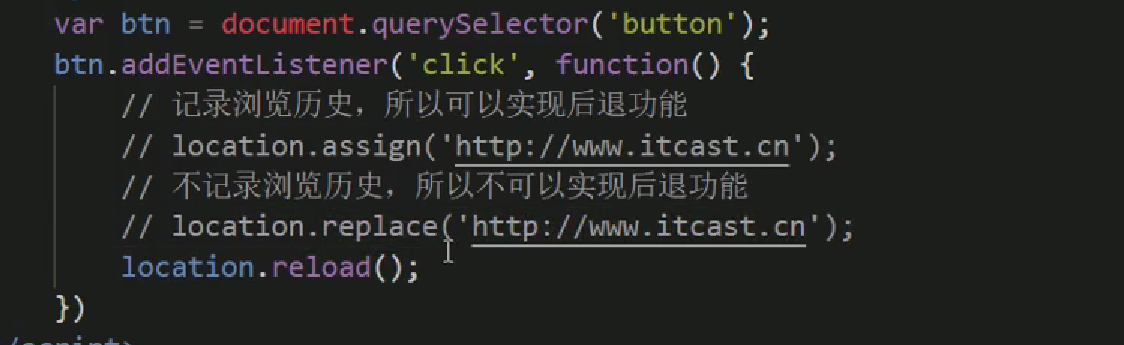 var btn = document.querySelector('button');
btn.addEventListener('click', function() {
// 记录浏览历史，所以可以实现后退功能
// location.assign('http://www.itcast.cn');
// 不记录浏览历史，所以不可以实现后退功能
// location.replace('http://www.itcast.cn');
location.reload();
})